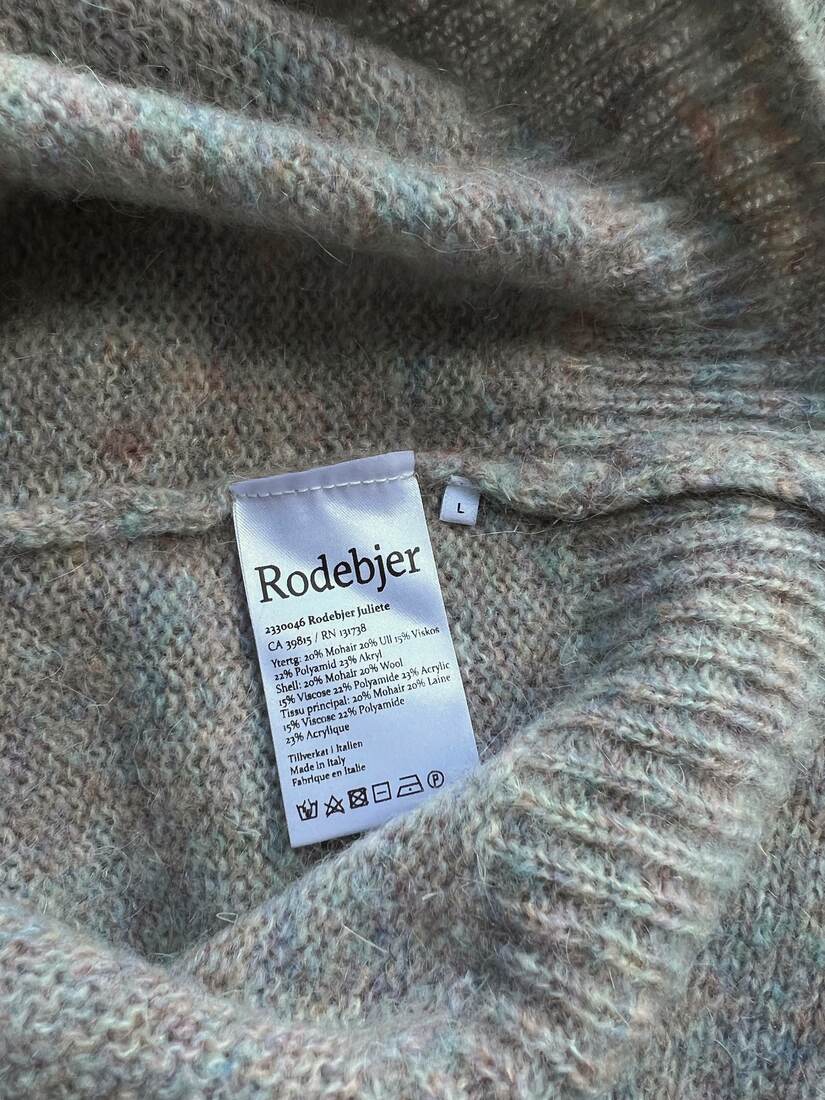 Rodebjer
2330046 Rodebjer Juliete
CA 39815 / RN 131738
Ytertg: 20% Mohair 20% Ull 15% Viskos
22% Polyamid 23% Akryl
Shell: 20% Mohair 20% Wool
15% Viscose 22% Polyamide 23% Acrylic
Tissu principal: 20% Mohair 20% Laine
15% Viscose 22% Polyamide
23% Acrylique
Tillverkat i Italien
Made in Italy
Fabrique en Italie
P
L